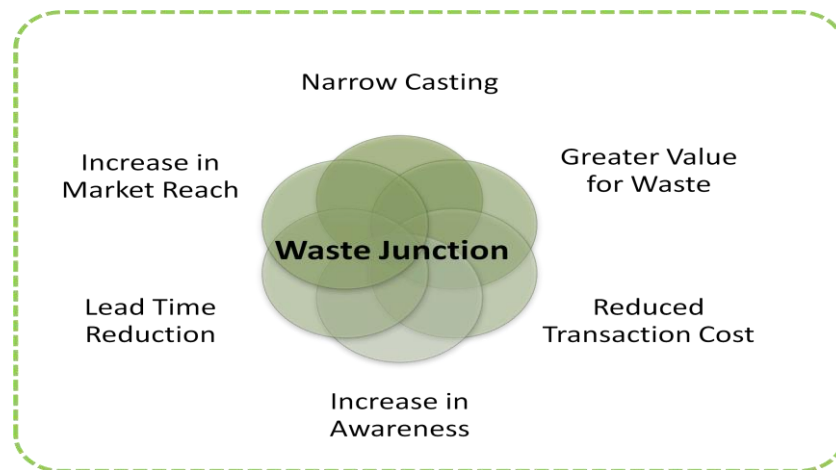 Narrow Casting
Increase in
Market Reach
Greater Value
for Waste
Waste Junction
Lead Time
Reduction
Reduced
Transaction Cost
Increase in
Awareness